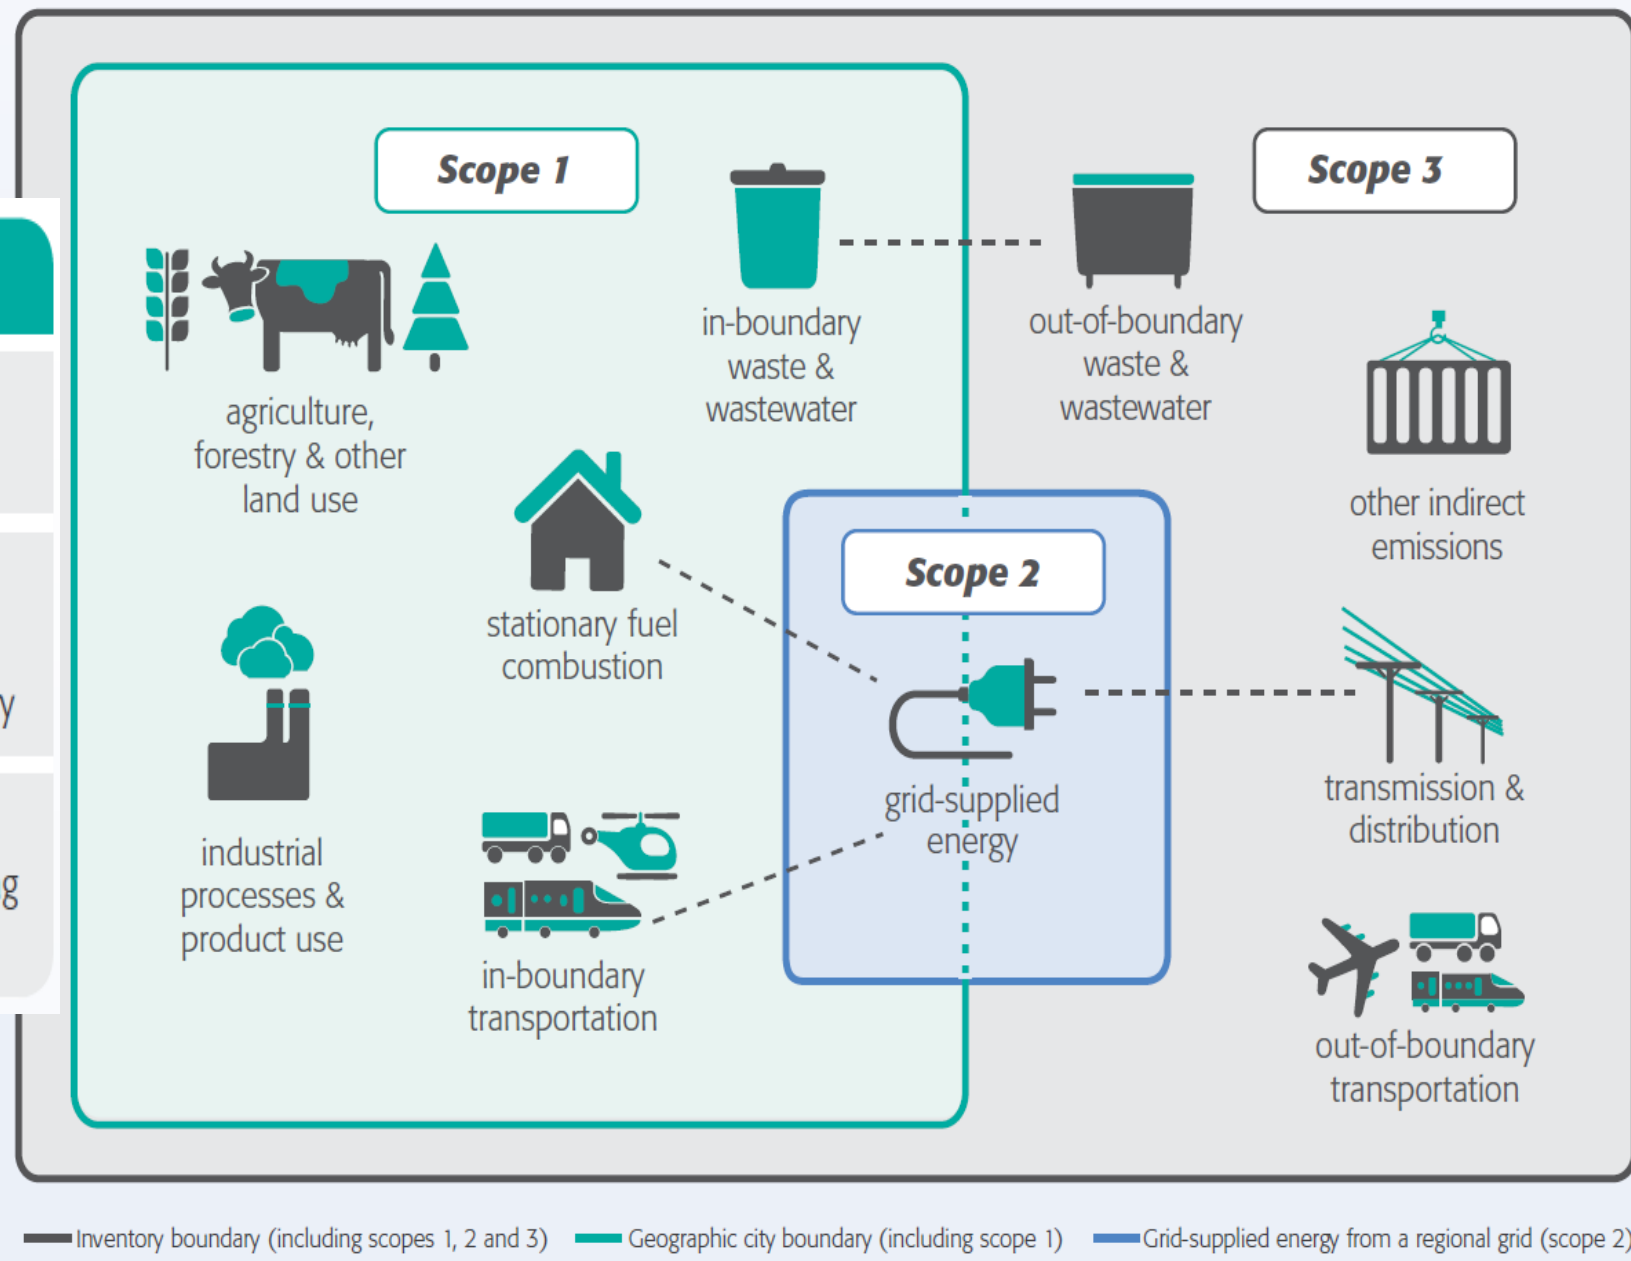 Scope 1
Scope 3
agriculture,
forestry & other
land use
in-boundary
waste &
wastewater
out-of-boundary
waste &
wastewater
other indirect
emissions
stationary fuel
combustion
Scope 2
grid-supplied
energy
industrial
processes &
product use
in-boundary
transportation
transmission &
distribution
out-of-boundary
transportation
y
g
Inventory boundary (including scopes 1, 2 and 3)
Geographic city boundary (including scope 1)
Grid-supplied energy from a regional grid (scope 2)